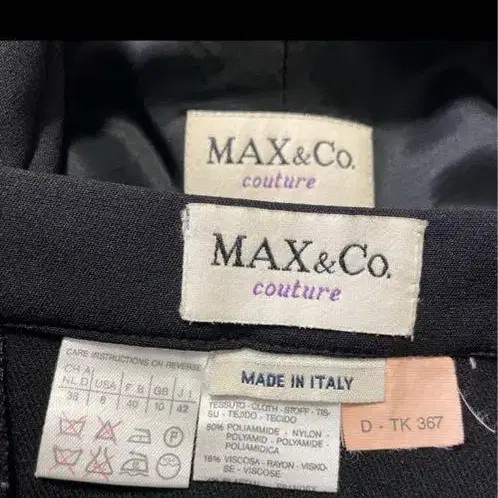 MAX&Co.
couture
MAX&Co.
couture
CARE INSTRUCTIONS ON REVERSE
CH A
NL D USA F B GB J I
38 8 40 10 42
P
MADE IN ITALY
TESSUTO - CLOTH - STOFF - TIS-
SU - TEJIDO - TECIDO
80% POLIAMMIDE - NYLON -
POLYAMID - POLYAMIDE -
POLIAMIDICA
18% VISCOSA - RAYON - VISKO-
SE - VISCOSE
D - TK 367